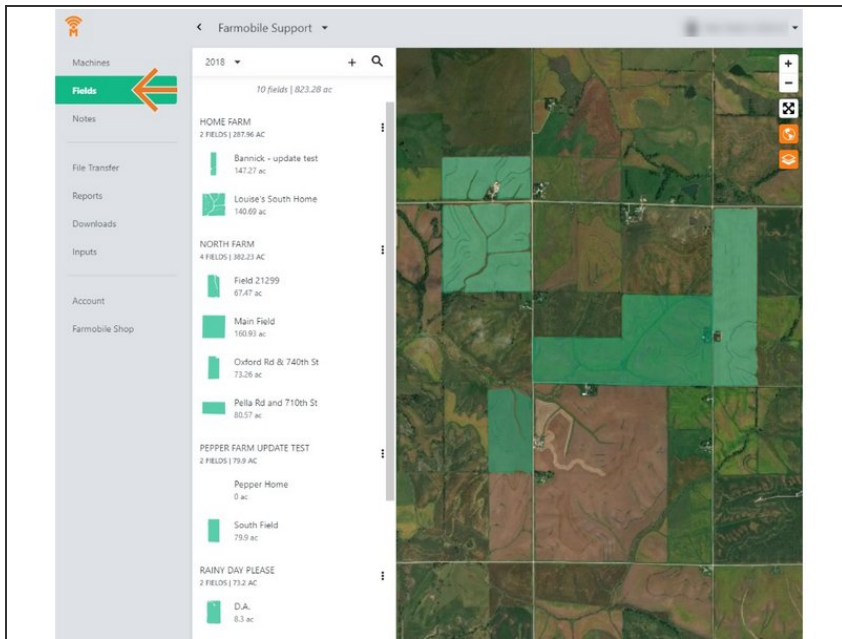 M
Farmobile Support
Machines
Fields
Notes
File Transfer
Reports
Downloads
Inputs
Account
Farmobile Shop
2018
10 fields | 823.28 ac
HOME FARM
2 FIELDS | 287.96 AC
Bannick - update test
147.27 ac
Louise's South Home
140.69 ac
NORTH FARM
4 FIELDS | 382.23 AC
Field 21299
67.47 ac
Main Field
160.93 ac
Oxford Rd & 740th St
73.26 ac
Pella Rd and 710th St
80.57 ac
PEPPER FARM UPDATE TEST
2 FIELDS | 79.9 AC
Pepper Home
0 ac
South Field
79.9 ac
RAINY DAY PLEASE
2 FIELDS | 73.2 AC
D.A.
8.3 ac